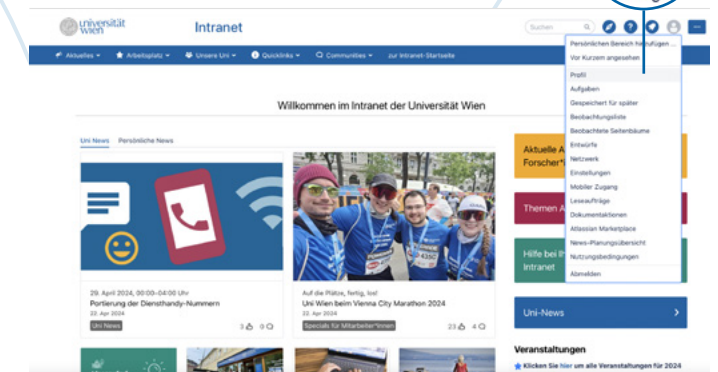 universität
wien
Intranet
Suchen
Aktuelles
Arbeitsplatz
Unsere Uni
Quicklinks
Communities
zur Intranet-Startseite
Persönlichen Bereich hinzufügen ...
Vor Kurzem angesehen
Profil
Aufgaben
Gespeichert für später
Beobachtungsliste
Beobachtete Seitenbäume
Entwürfe
Netzwerk
Einstellungen
Mobiler Zugang
Leseaufträge
Dokumentaktionen
Atlassian Marketplace
News-Planungsübersicht
Nutzungsbedingungen
Abmelden
Willkommen im Intranet der Universität Wien
Uni News Persönliche News
29. April 2024, 00:00–04:00 Uhr
Portierung der Diensthandy-Nummern
22. Apr 2024
Uni News
3 0
Auf die Plätze, fertig, los!
Uni Wien beim Vienna City Marathon 2024
22. Apr 2024
Specials für Mitarbeiter*innen
23 4
4350
Aktuelle
Forscher*
Themen
Hilfe bei
Intranet
Uni-News
Veranstaltungen
Klicken Sie hier um alle Veranstaltungen für 2024